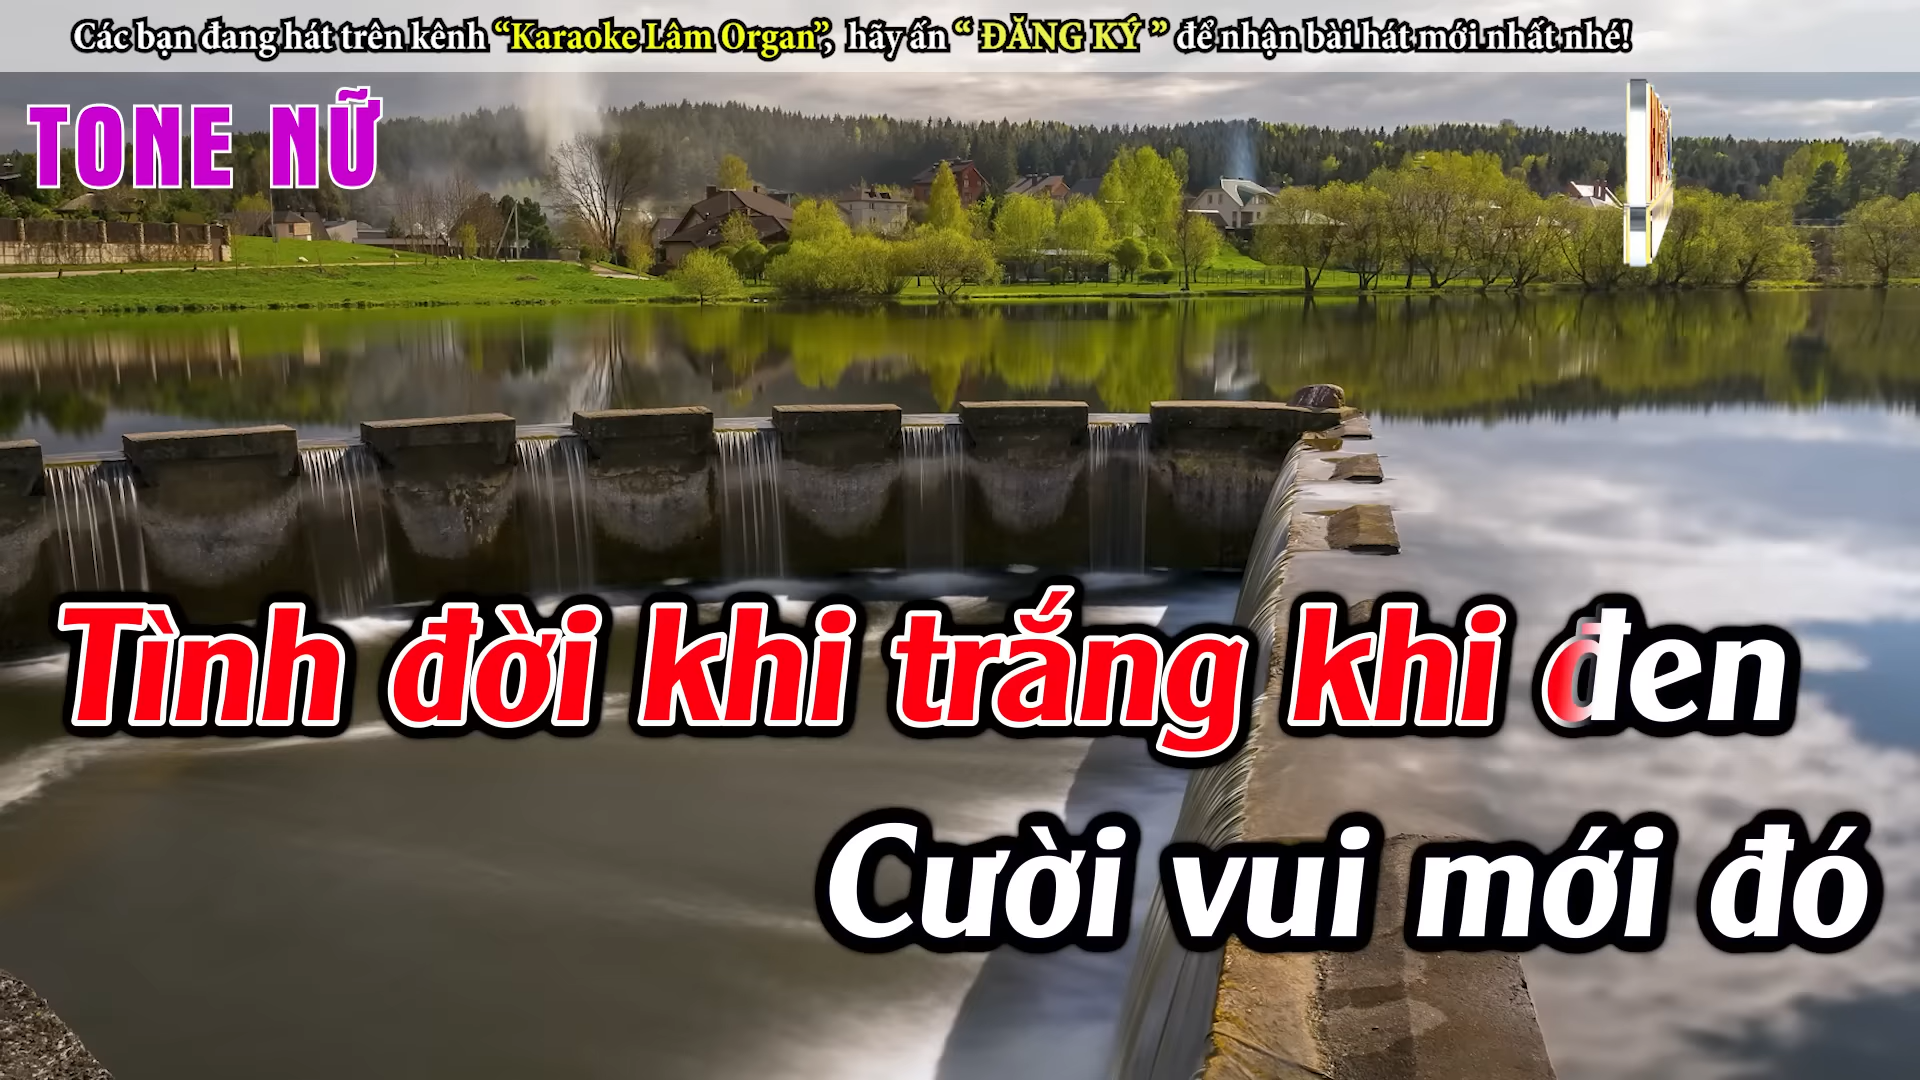 Các bạn đang hát trên kênh “Karaoke Lâm Organ”, hãy ấn “ ĐĂNG KÝ ” để nhận bài hát mới nhất nhé!
TONE NỮ
Tình đời khi trắng khi đen
Cười vui mới đó